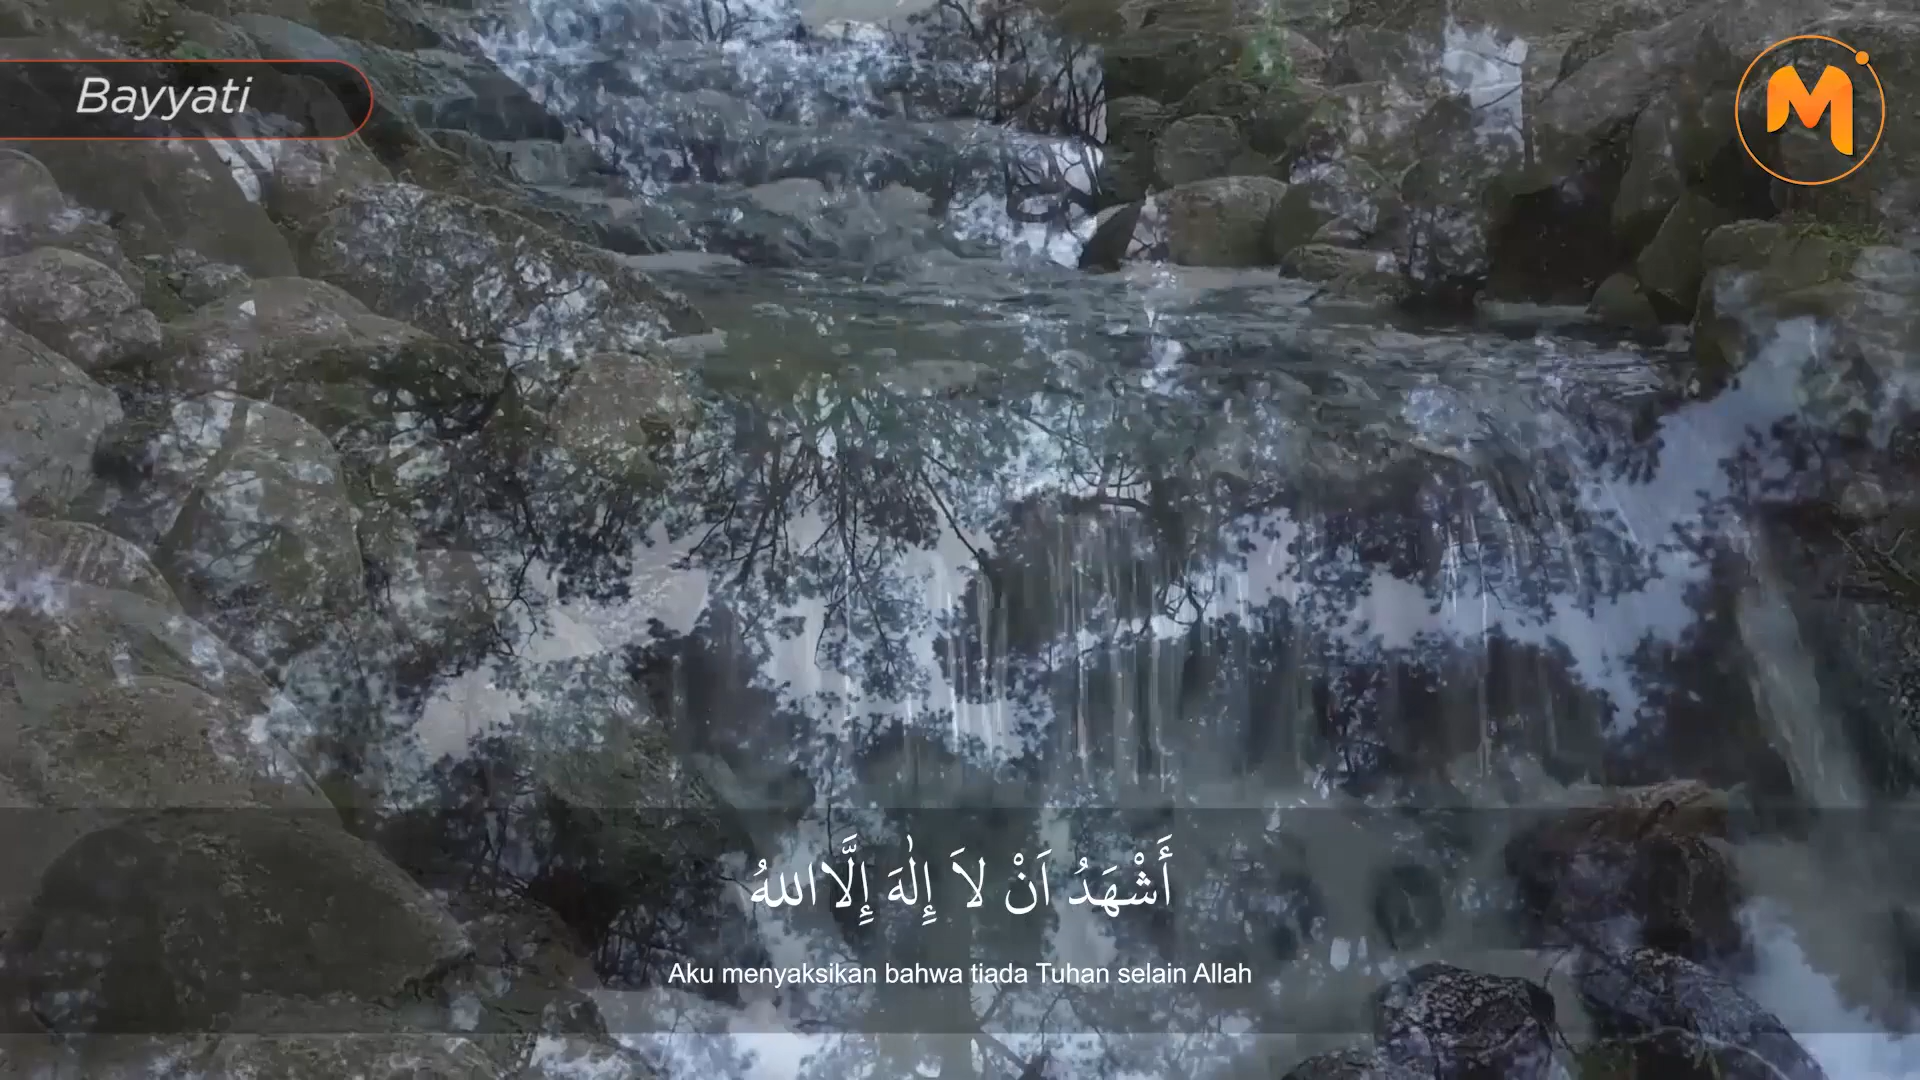 Bayyati
M
أَشْهَدُ اَنْ لاَ إِلٰهَ إِلَّااللهُ
Aku menyaksikan bahwa tiada Tuhan selain Allah